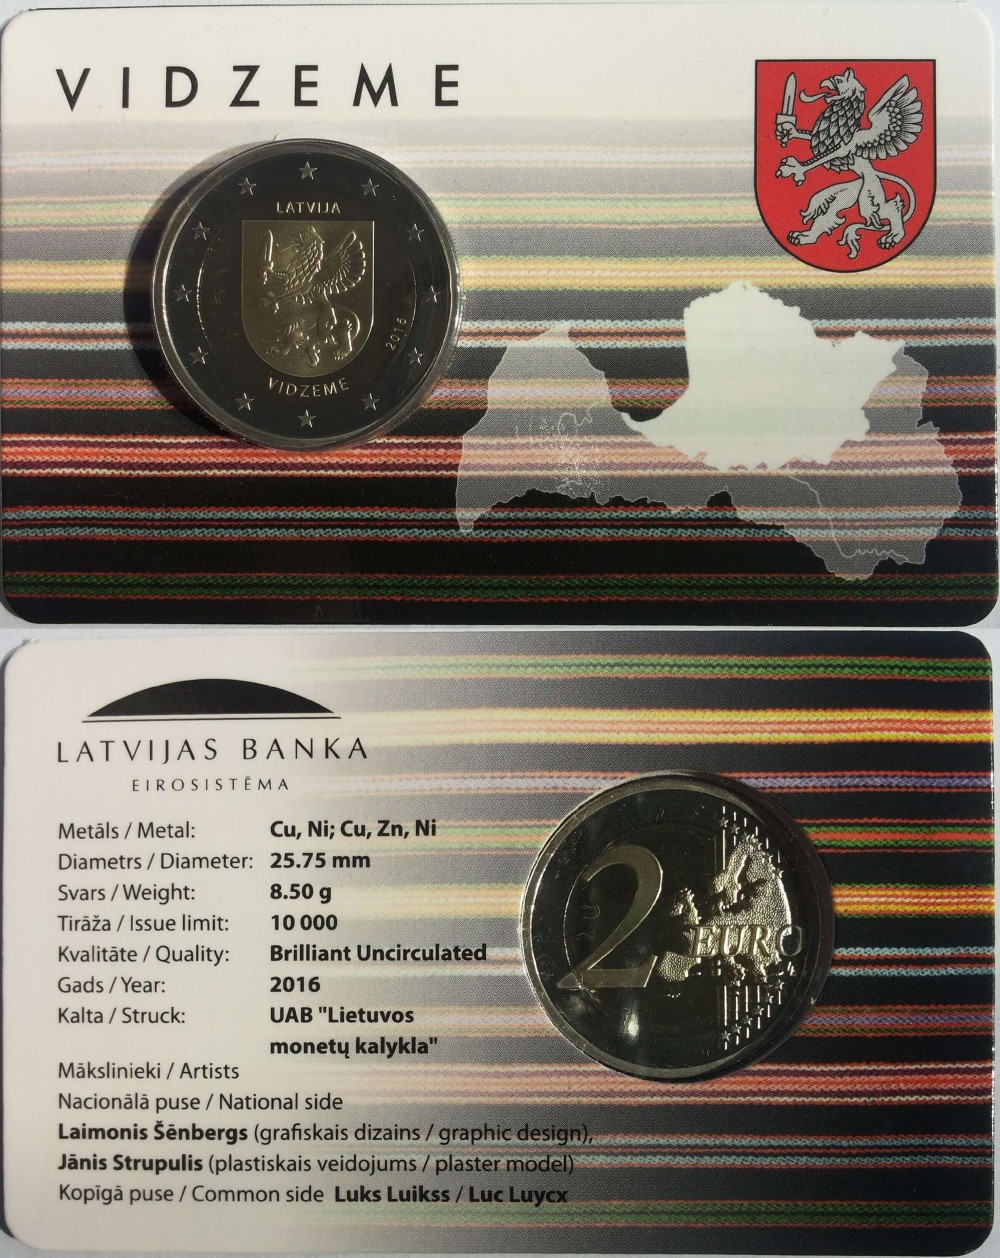 VIDZEME
LATVIJA
2016
VIDZEME
LATVIJAS BANKA
EIROSISTĒMA
Metāls / Metal: Cu, Ni; Cu, Zn, Ni
Diametrs / Diameter: 25.75 mm
Svars / Weight: 8.50 g
Tirāža / Issue limit: 10 000
Kvalitāte / Quality: Brilliant Uncirculated
Gads / Year: 2016
Kalta / Struck: UAB "Lietuvos
monetų kalykla"
Mākslinieki / Artists
Nacionālā puse / National side
Laimonis Šēnbergs (grafiskais dizains / graphic design),
Jānis Strupulis (plastiskais veidojums / plaster model)
Kopīgā puse / Common side Luks Luikss / Luc Luycx
2 EURO